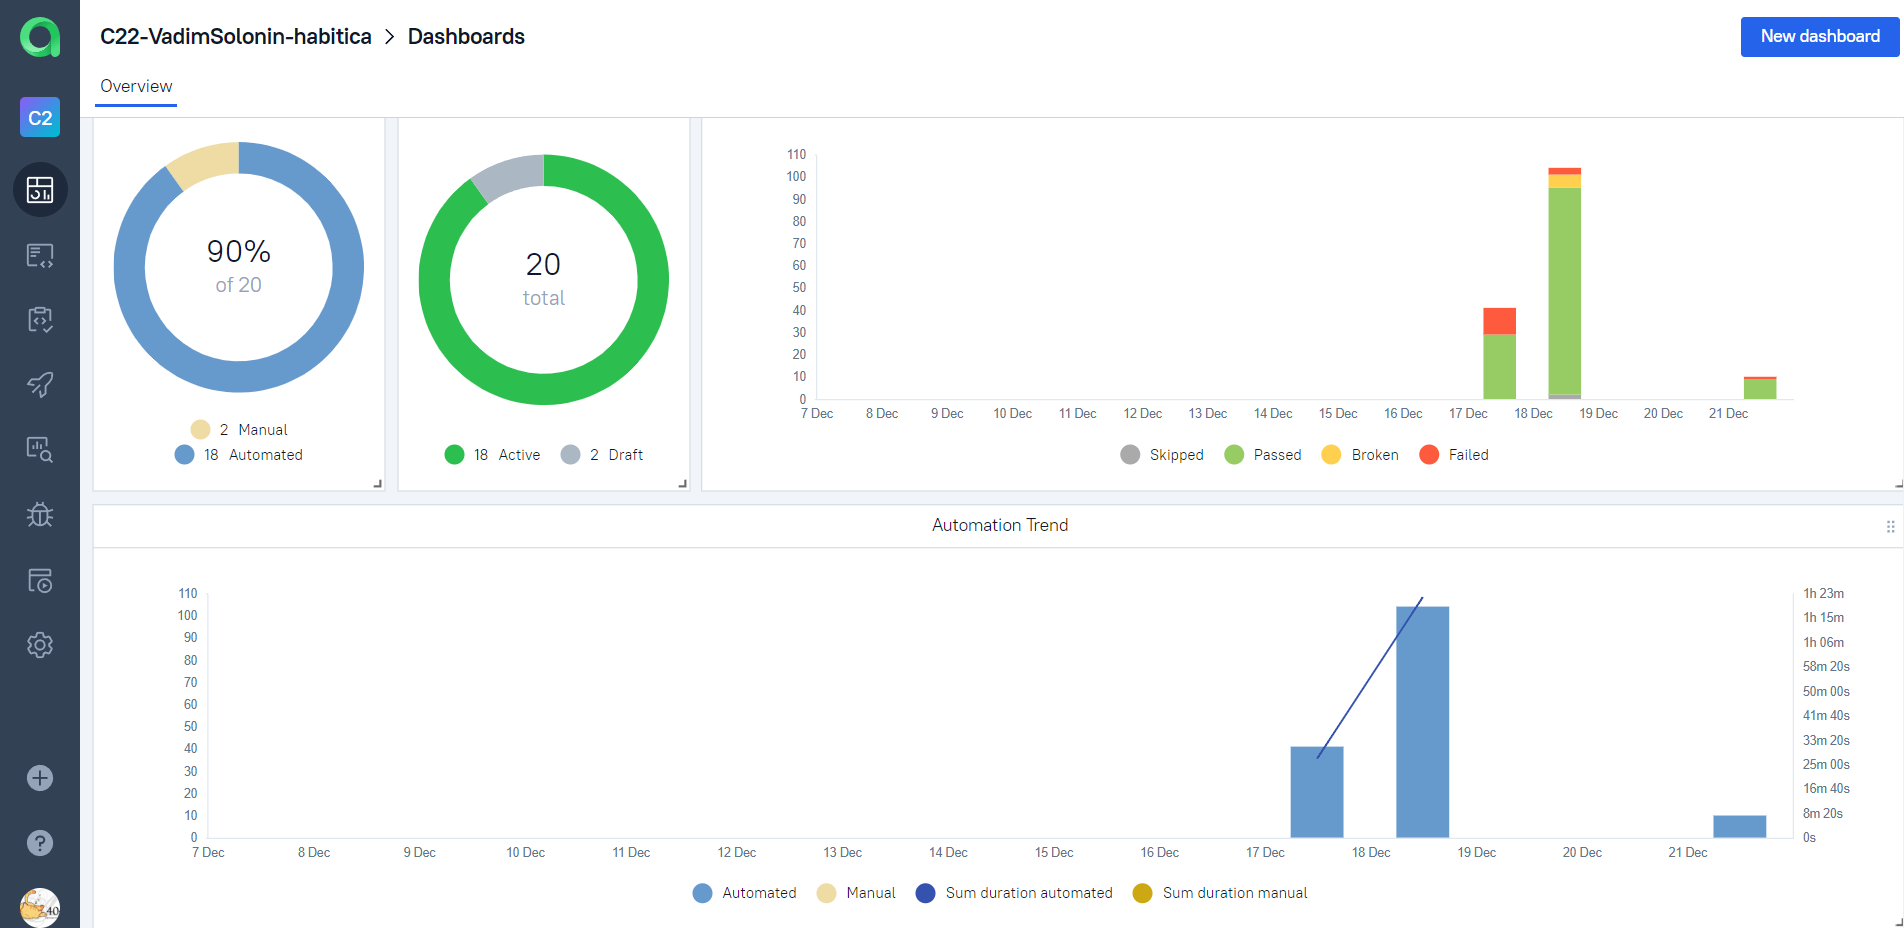 C22-VadimSolonin-habitica > Dashboards
New dashboard
Overview
C2
90%
of 20
2 Manual
18 Automated
20
total
18 Active 2 Draft
110
100
90
80
70
60
50
40
30
20
10
0
7 Dec 8 Dec 9 Dec 10 Dec 11 Dec 12 Dec 13 Dec 14 Dec 15 Dec 16 Dec 17 Dec 18 Dec 19 Dec 20 Dec 21 Dec
Skipped Passed Broken Failed
Automation Trend
110
100
90
80
70
60
50
40
30
20
10
0
1h 23m
1h 15m
1h 06m
58m 20s
50m 00s
41m 40s
33m 20s
25m 00s
16m 40s
8m 20s
0s
7 Dec 8 Dec 9 Dec 10 Dec 11 Dec 12 Dec 13 Dec 14 Dec 15 Dec 16 Dec 17 Dec 18 Dec 19 Dec 20 Dec 21 Dec
Automated Manual Sum duration automated Sum duration manual
?
40